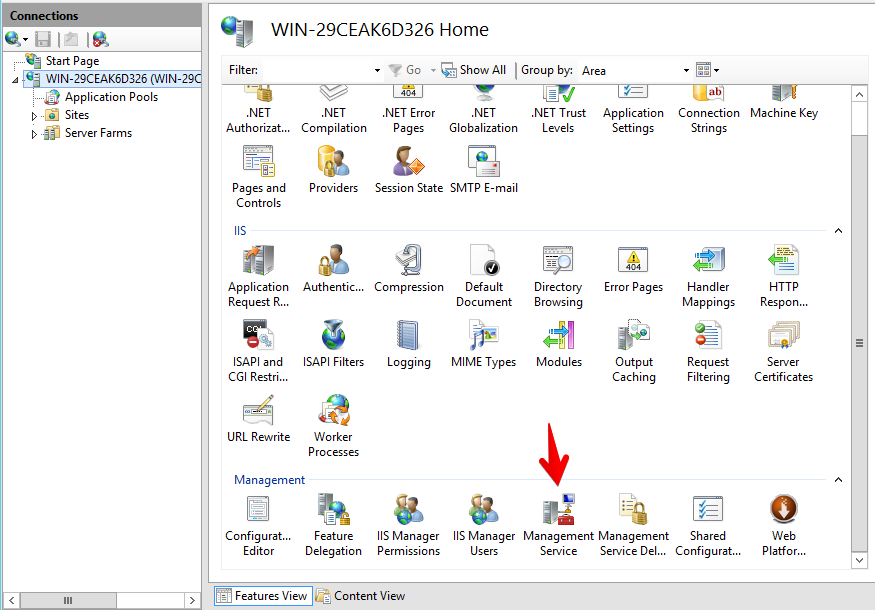 Connections
Start Page
WIN-29CEAK6D326 (WIN-29C
Application Pools
Sites
Server Farms
WIN-29CEAK6D326 Home
Filter:
Go
Show All
Group by:
Area
.NET Authorizat...
.NET Compilation
404
.NET Error Pages
.NET Globalization
.NET Trust Levels
Application Settings
ab
Connection Strings
Machine Key
Pages and Controls
Providers
Session State
SMTP E-mail
IIS
Application Request R...
Authentic...
Compression
Default Document
Directory Browsing
404
Error Pages
Handler Mappings
HTTP Respon...
CGI
ISAPI and CGI Restri...
ISAPI Filters
Logging
MIME Types
Modules
Output Caching
Request Filtering
Server Certificates
URL Rewrite
Worker Processes
Management
Configurat... Editor
Feature Delegation
IIS Manager Permissions
IIS Manager Users
Management Service
Management Service Del...
Shared Configurat...
Web Platfor...
Features View
Content View